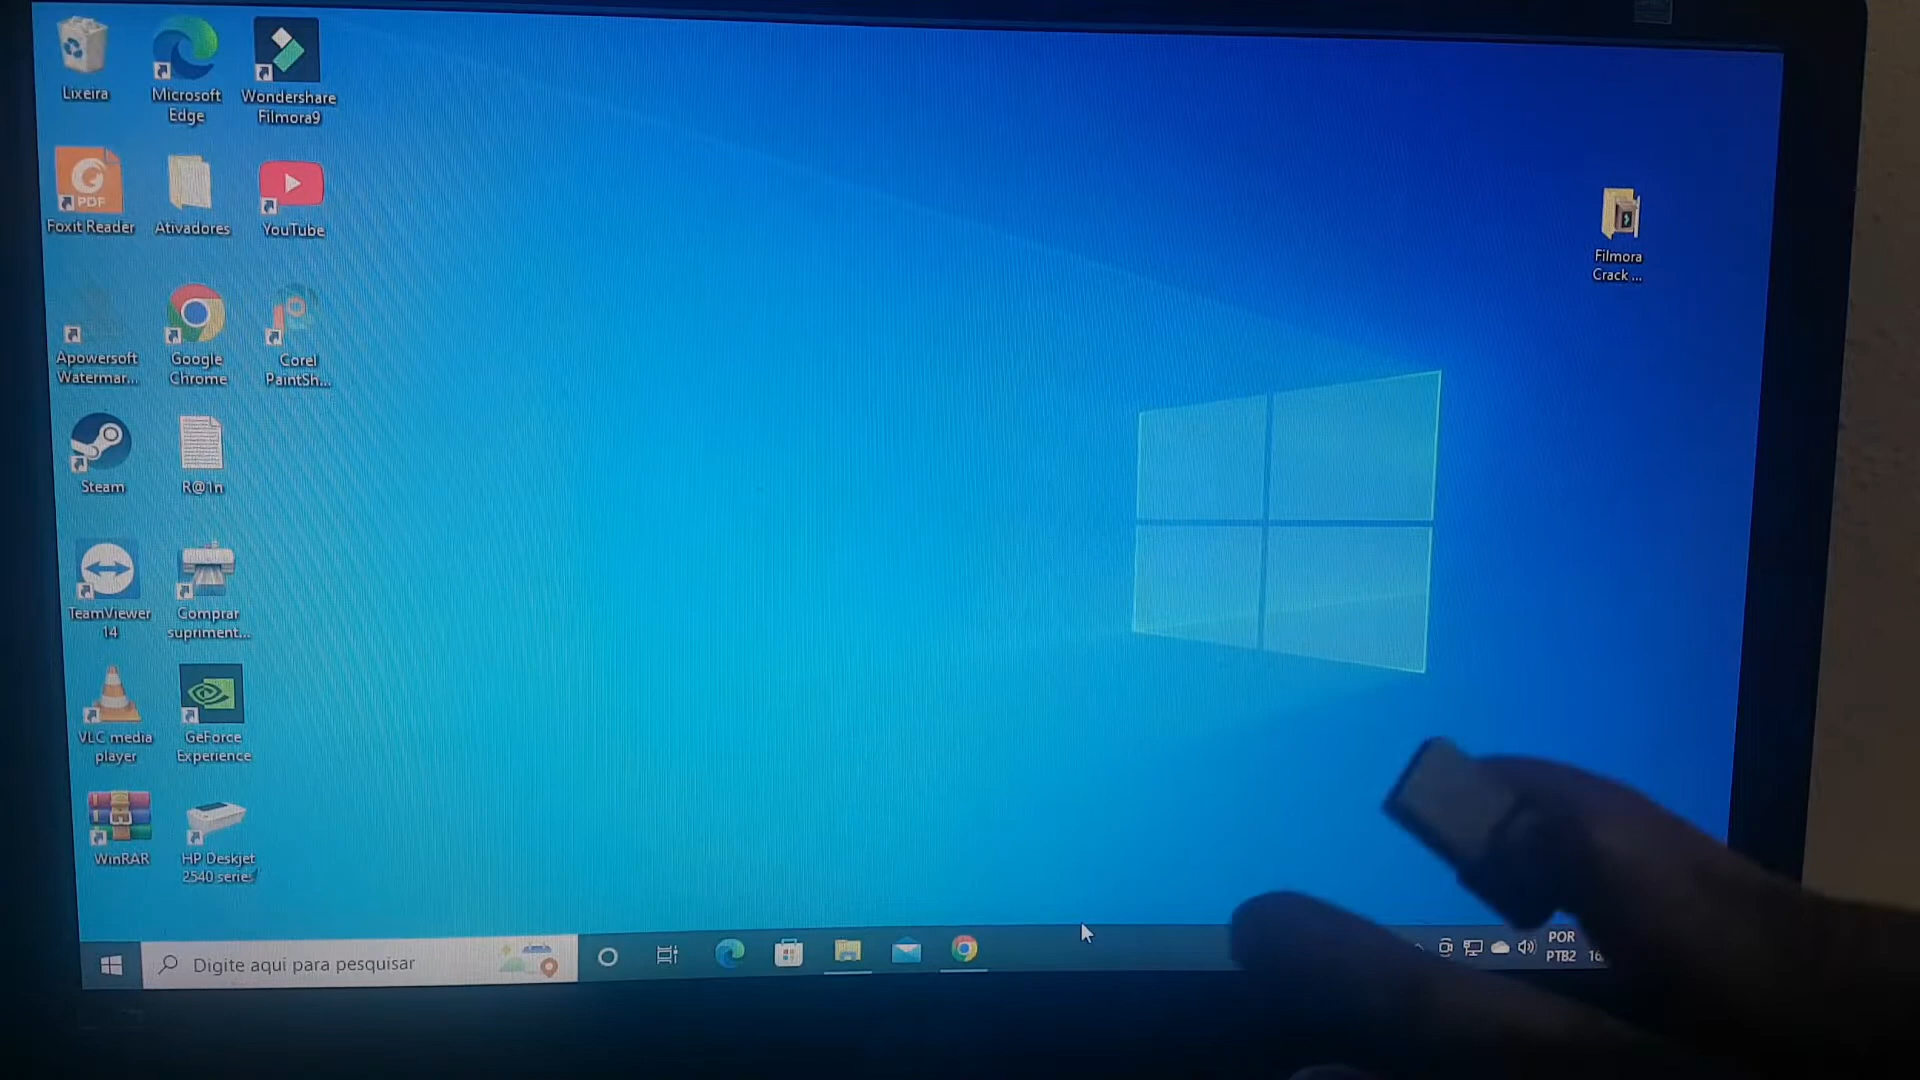 Lixeira
Microsoft
Edge
Wondershare
Filmora9
PDF
Foxit Reader
Ativadores
YouTube
Filmora
Crack ...
Apowersoft
Watermar...
Google
Chrome
Corel
PaintSh...
Steam
R@1n
TeamViewer
14
Comprar
supriment...
VLC media
player
GeForce
Experience
WinRAR
HP Deskjet
2540 series
Digite aqui para pesquisar
POR
PTB2
16